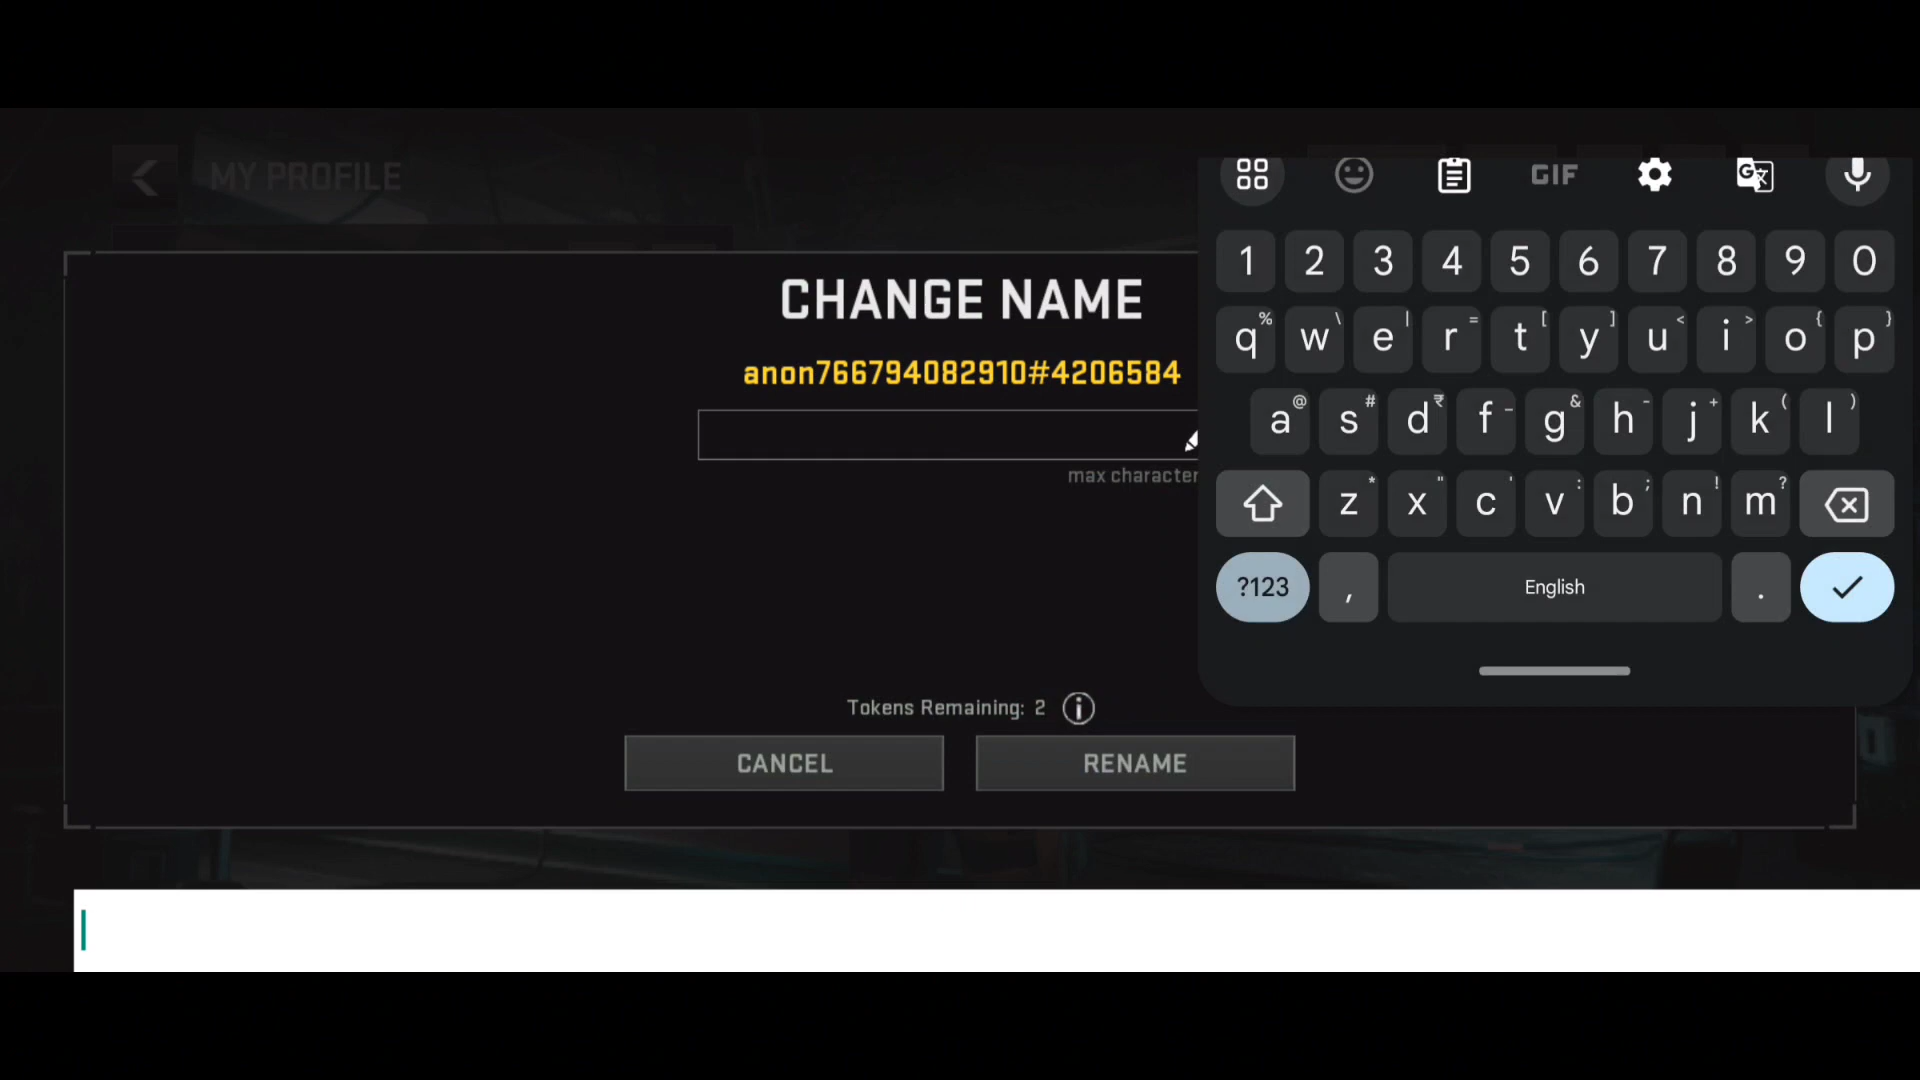 MY PROFILE
CHANGE NAME
anon766794082910#4206584
max character
Tokens Remaining: 2
CANCEL
RENAME
GIF
1 2 3 4 5 6 7 8 9 0
q% w\ e| r= t[ y] u< i> o{ p}
a@ s# d₹ f_ g& h- j+ k( l)
z* x" c' v: b; n! m?
?123 , English .